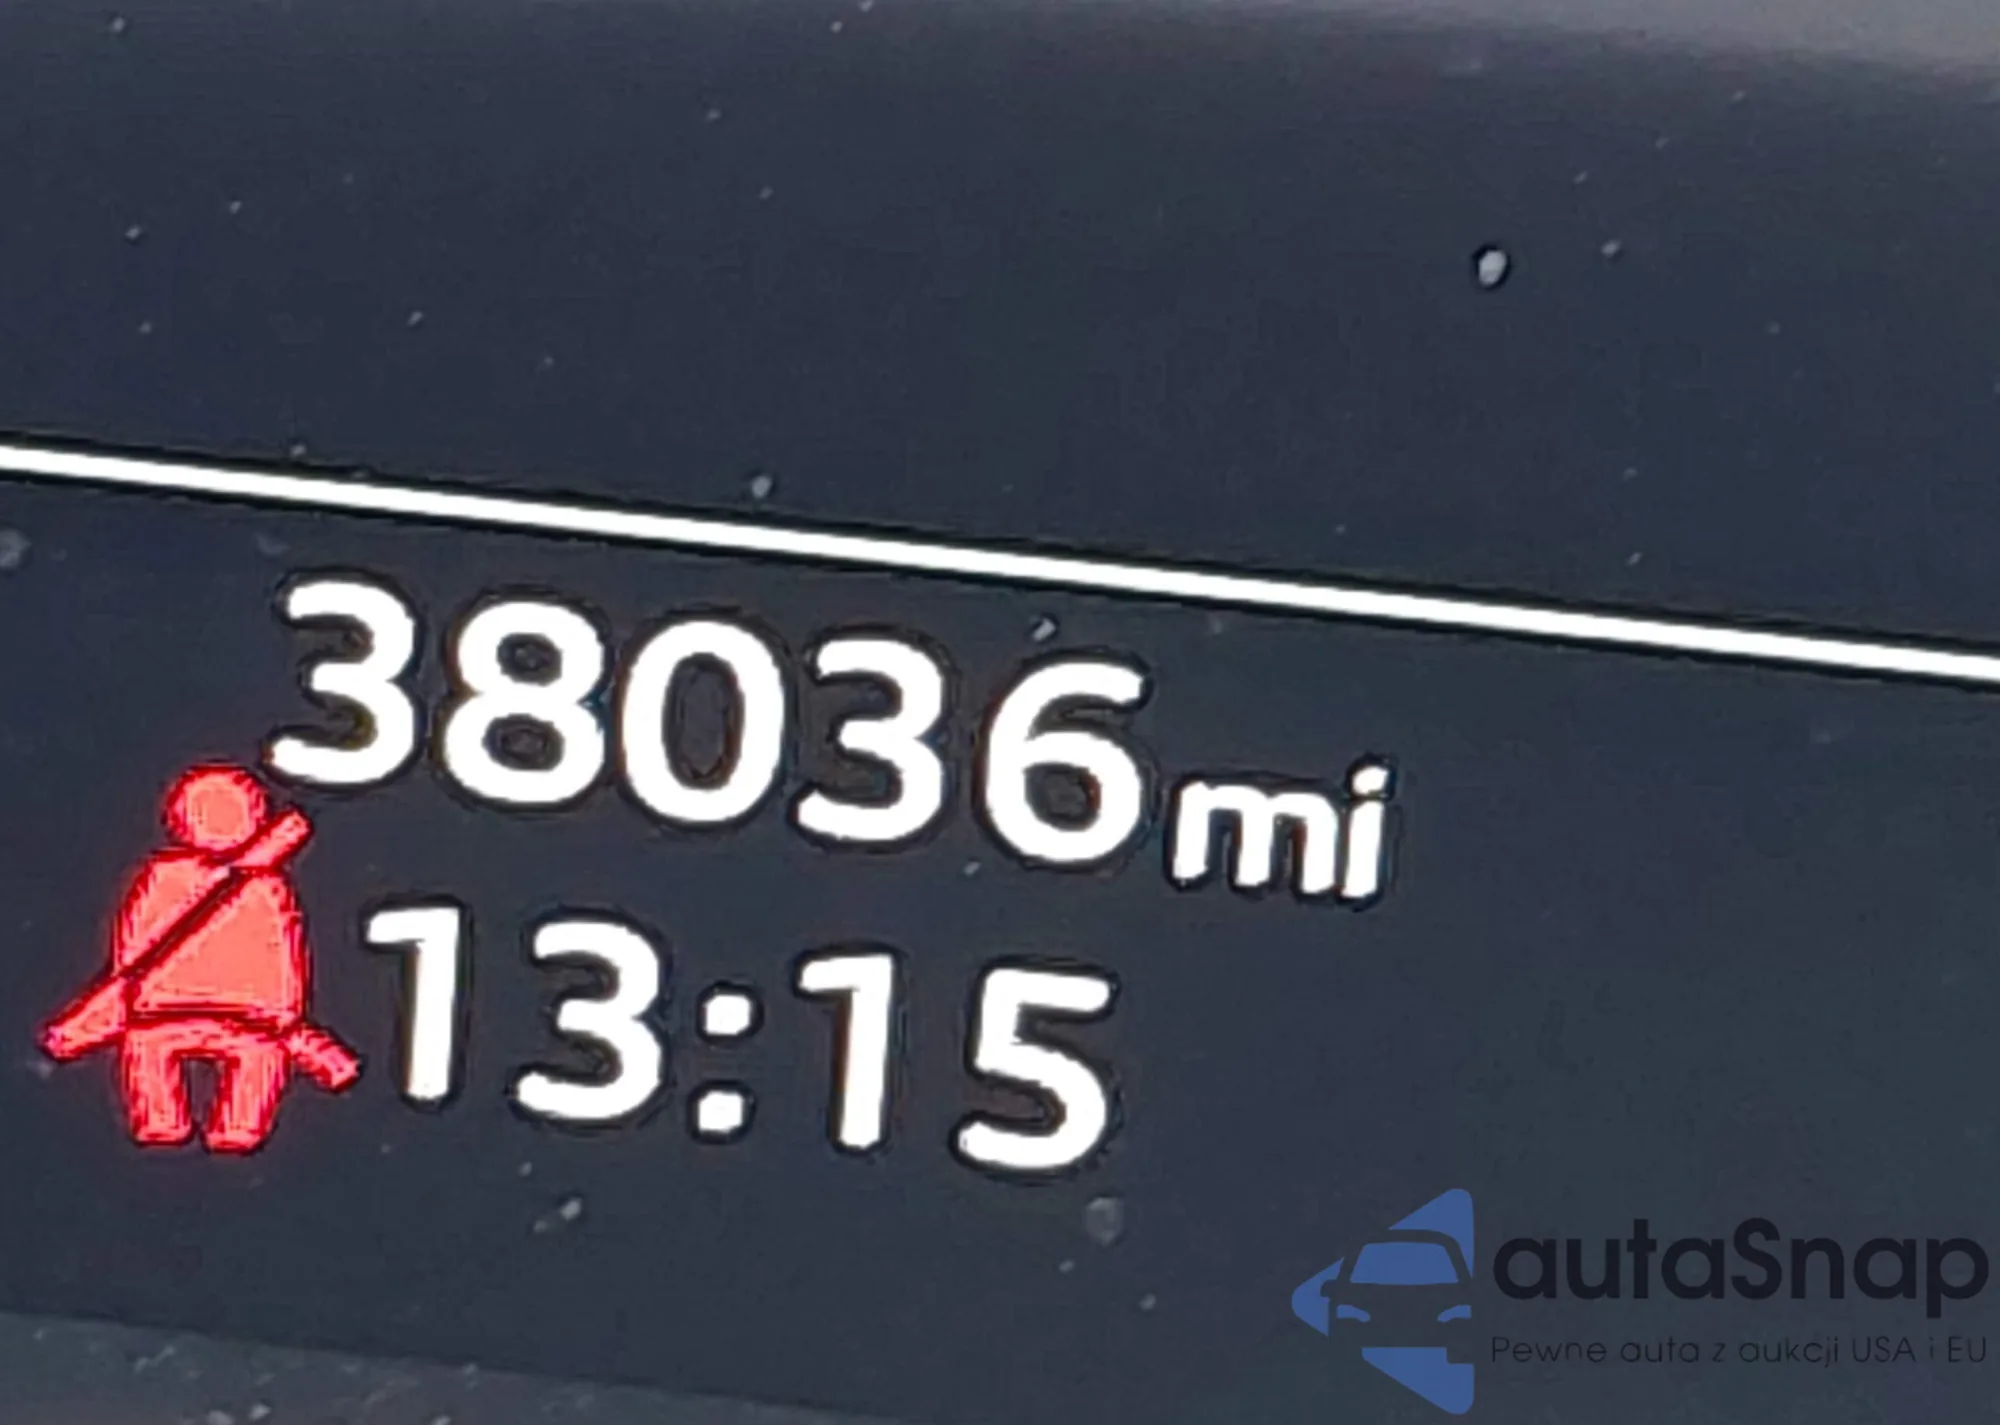 38036mi
13:15
autaSnap
Pewne auta z aukcji USA i EU